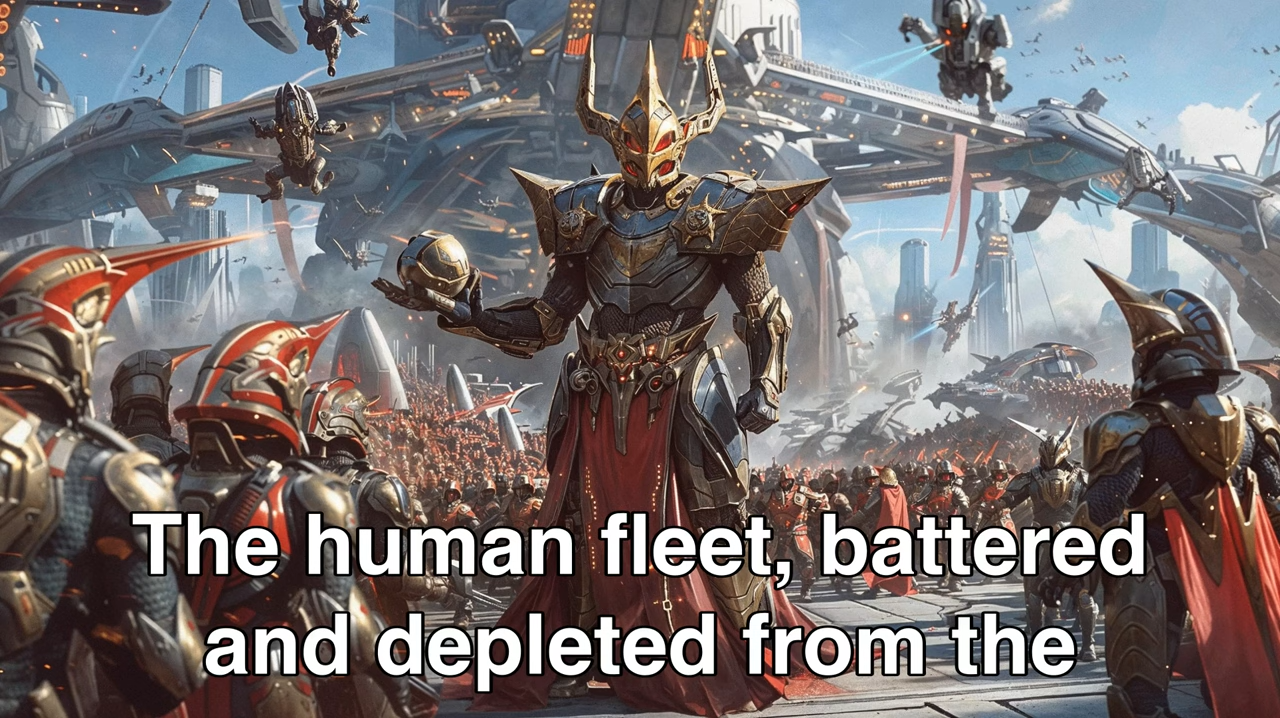 The human fleet, battered
and depleted from the